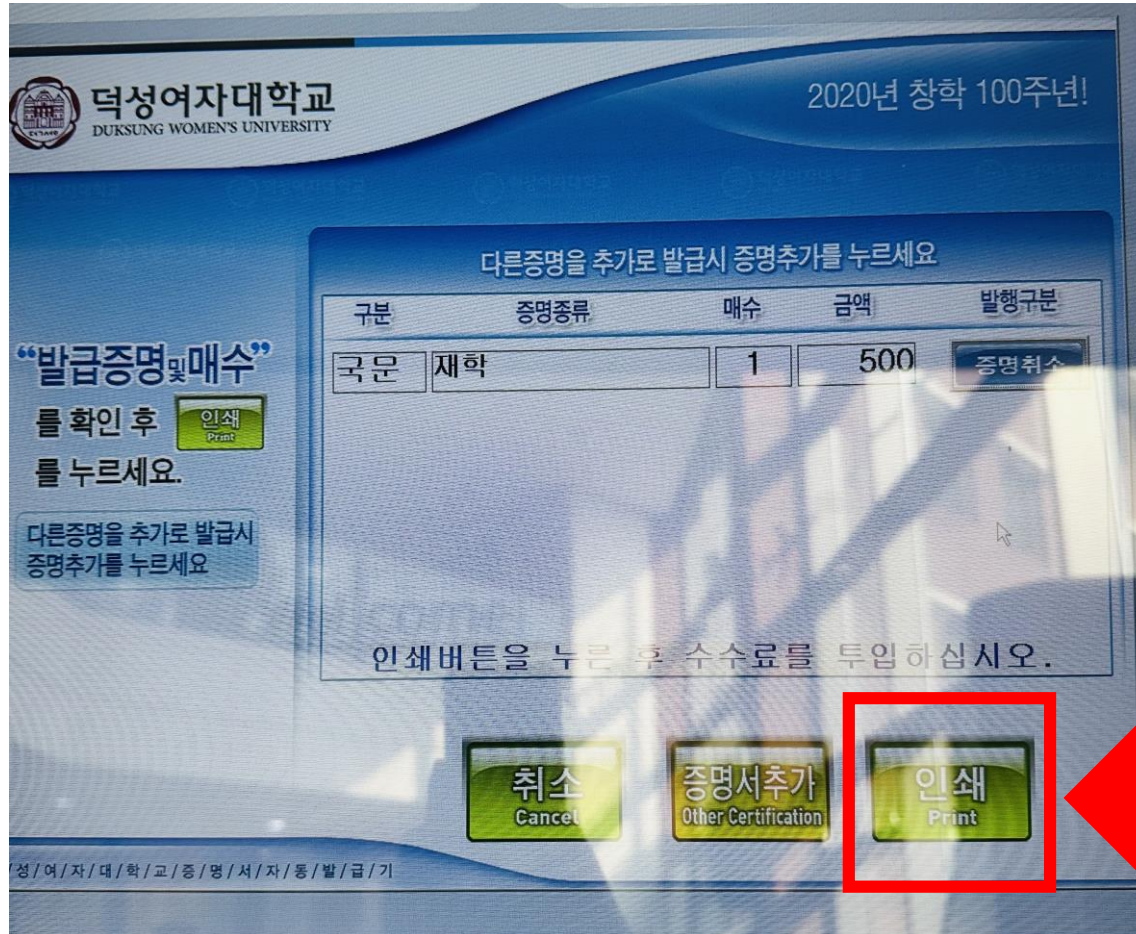 덕성여자대학교
DUKSUNG WOMEN'S UNIVERSITY
2020년 창학 100주년!
다른증명을 추가로 발급시 증명추가를 누르세요
구분 증명종류 매수 금액 발행구분
국문 재학 1 500 증명취소
“발급증명및매수”
를 확인 후 인쇄 Print
를 누르세요.
다른증명을 추가로 발급시
증명추가를 누르세요
인쇄버튼을 누른 후 수수료를 투입하십시오.
취소
Cancel
증명서추가
Other Certification
인쇄
Print
/성/여/자/대/학/교/증/명/서/자/동/발/급/기